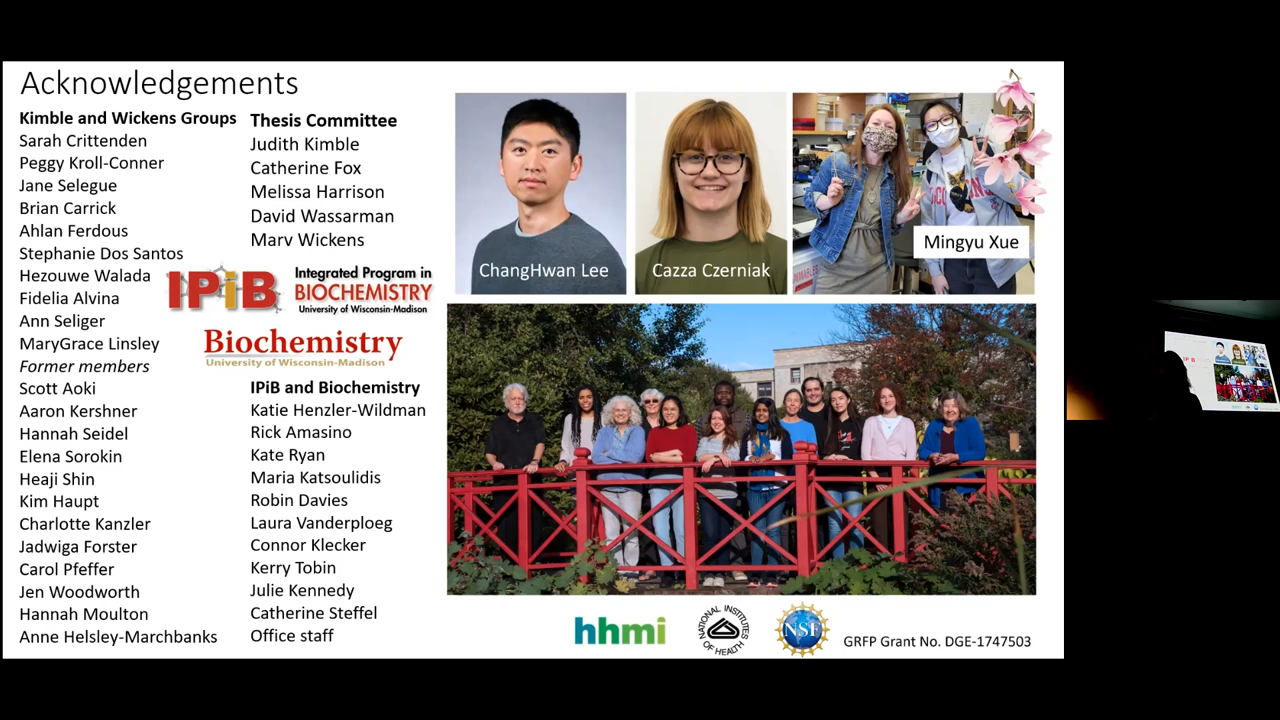 Acknowledgements
Kimble and Wickens Groups
Sarah Crittenden
Peggy Kroll-Conner
Jane Selegue
Brian Carrick
Ahlan Ferdous
Stephanie Dos Santos
Hezouwe Walada
Fidelia Alvina
Ann Seliger
MaryGrace Linsley
Former members
Scott Aoki
Aaron Kershner
Hannah Seidel
Elena Sorokin
Heaji Shin
Kim Haupt
Charlotte Kanzler
Jadwiga Forster
Carol Pfeffer
Jen Woodworth
Hannah Moulton
Anne Helsley-Marchbanks
Thesis Committee
Judith Kimble
Catherine Fox
Melissa Harrison
David Wassarman
Marv Wickens
IPiB
Integrated Program in
BIOCHEMISTRY
University of Wisconsin-Madison
Biochemistry
University of Wisconsin-Madison
IPiB and Biochemistry
Katie Henzler-Wildman
Rick Amasino
Kate Ryan
Maria Katsoulidis
Robin Davies
Laura Vanderploeg
Connor Klecker
Kerry Tobin
Julie Kennedy
Catherine Steffel
Office staff
ChangHwan Lee
Cazza Czerniak
Mingyu Xue
hhmi
NATIONAL INSTITUTES
OF HEALTH
NSF
GRFP Grant No. DGE-1747503